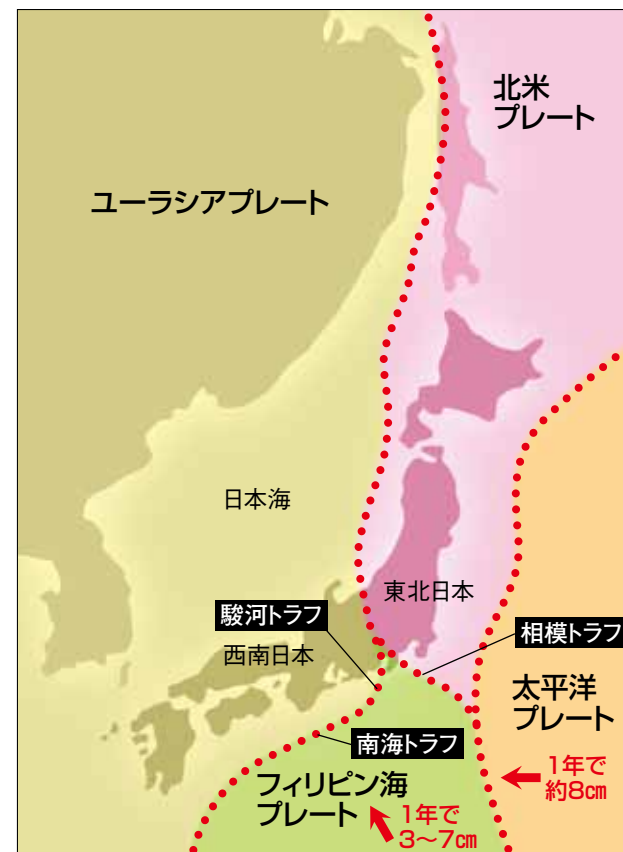 北米
プレート
ユーラシアプレート
日本海
東北日本
駿河トラフ
相模トラフ
西南日本
太平洋
プレート
南海トラフ
1年で
約8㎝
フィリピン海
プレート
1年で
3〜7㎝